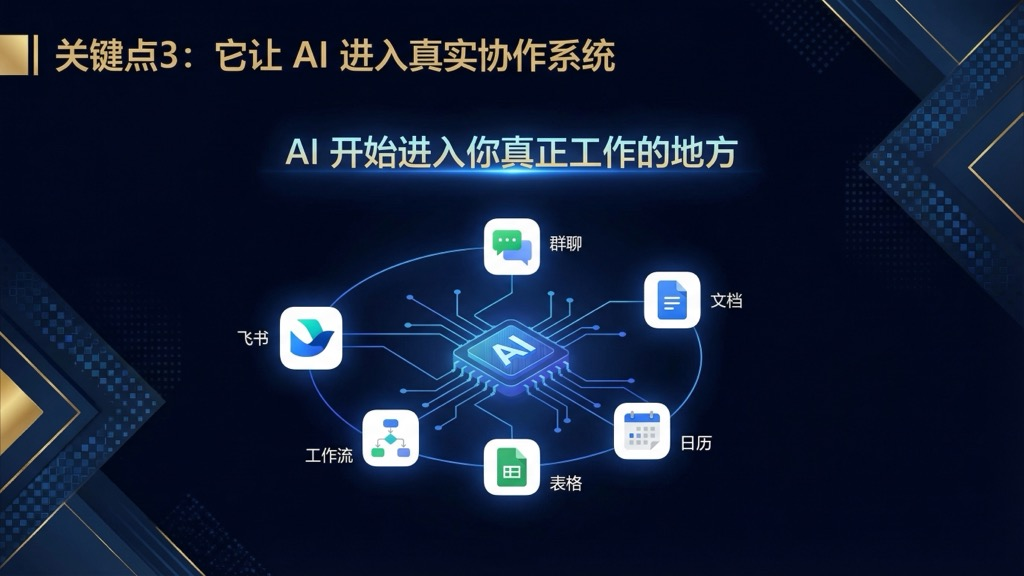 关键点3：它让 AI 进入真实协作系统
AI 开始进入你真正工作的地方
群聊
文档
飞书
AI
日历
工作流
表格